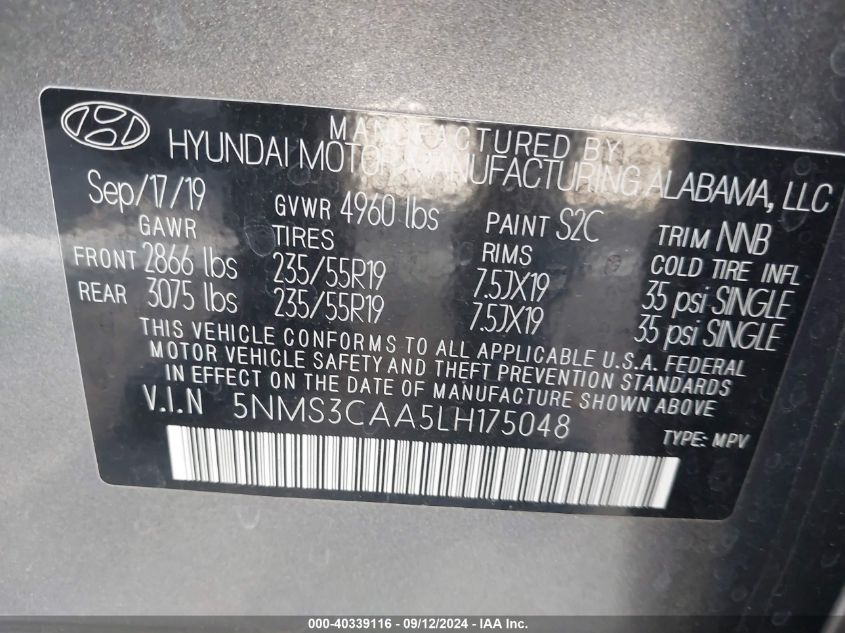 MANUFACTURED BY
HYUNDAI MOTOR MANUFACTURING ALABAMA, LLC
Sep/17/19 GVWR 4960 lbs PAINT S2C TRIM NNB
GAWR TIRES RIMS COLD TIRE INFL
FRONT 2866 lbs 235/55R19 7.5JX19 35 psi SINGLE
REAR 3075 lbs 235/55R19 7.5JX19 35 psi SINGLE
THIS VEHICLE CONFORMS TO ALL APPLICABLE U.S.A. FEDERAL
MOTOR VEHICLE SAFETY AND THEFT PREVENTION STANDARDS
IN EFFECT ON THE DATE OF MANUFACTURE SHOWN ABOVE.
V.I.N 5NMS3CAA5LH175048 TYPE: MPV
000-40339116 - 09/12/2024 - IAA Inc.